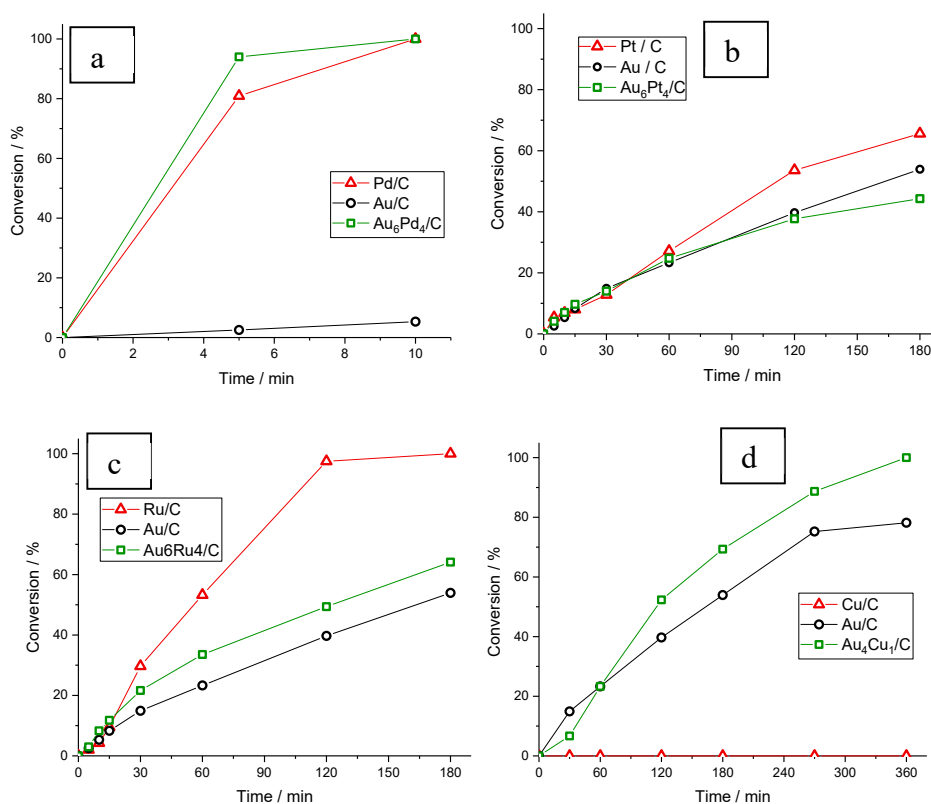 a
100
80
60
40
20
0
Conversion / %
Pd/C
Au/C
Au₆Pd₄/C
0 2 4 6 8 10
Time / min
b
100
80
60
40
20
0
Conversion / %
Pt / C
Au / C
Au₆Pt₄/C
0 30 60 90 120 150 180
Time / min
c
100
80
60
40
20
0
Conversion / %
Ru/C
Au/C
Au6Ru4/C
0 30 60 90 120 150 180
Time / min
d
100
80
60
40
20
0
Conversion / %
Cu/C
Au/C
Au₄Cu₁/C
0 60 120 180 240 300 360
Time / min